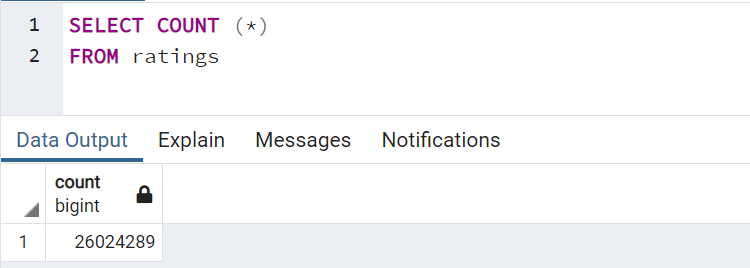 1 SELECT COUNT (*)
2 FROM ratings
Data Output Explain Messages Notifications
count
bigint
1 26024289